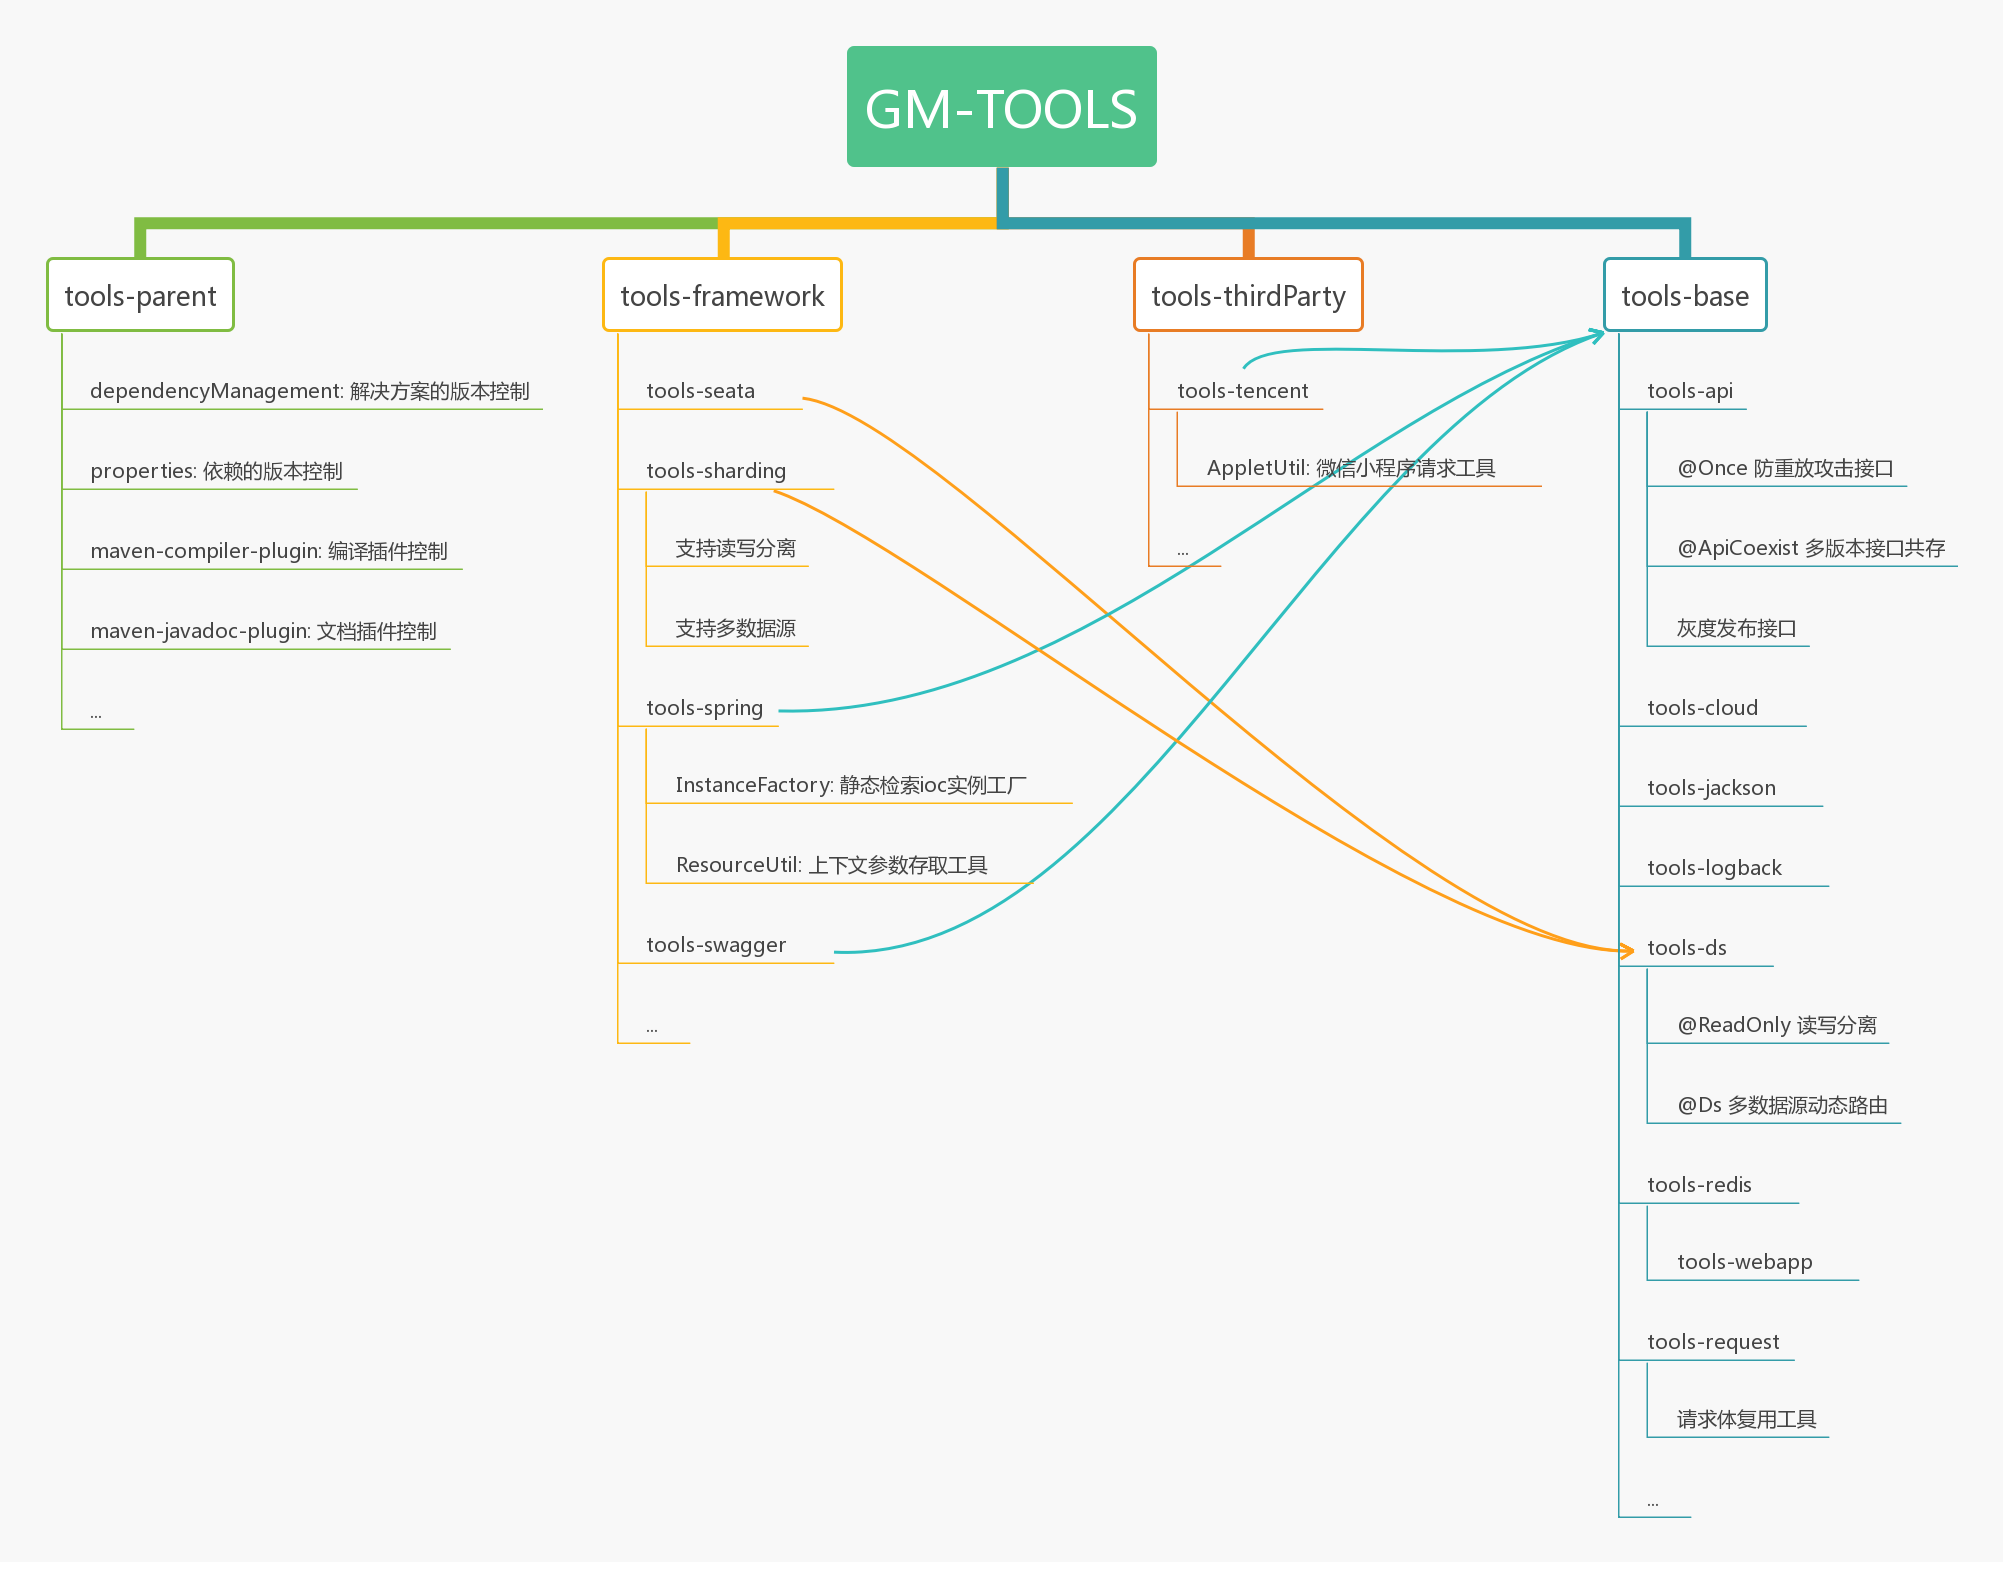 GM-TOOLS
tools-parent
dependencyManagement: 解决方案的版本控制
properties: 依赖的版本控制
maven-compiler-plugin: 编译插件控制
maven-javadoc-plugin: 文档插件控制
...
tools-framework
tools-seata
tools-sharding
支持读写分离
支持多数据源
tools-spring
InstanceFactory: 静态检索ioc实例工厂
ResourceUtil: 上下文参数存取工具
tools-swagger
...
tools-thirdParty
tools-tencent
AppletUtil: 微信小程序请求工具
...
tools-base
tools-api
@Once 防重放攻击接口
@ApiCoexist 多版本接口共存
灰度发布接口
tools-cloud
tools-jackson
tools-logback
tools-ds
@ReadOnly 读写分离
@Ds 多数据源动态路由
tools-redis
tools-webapp
tools-request
请求体复用工具
...